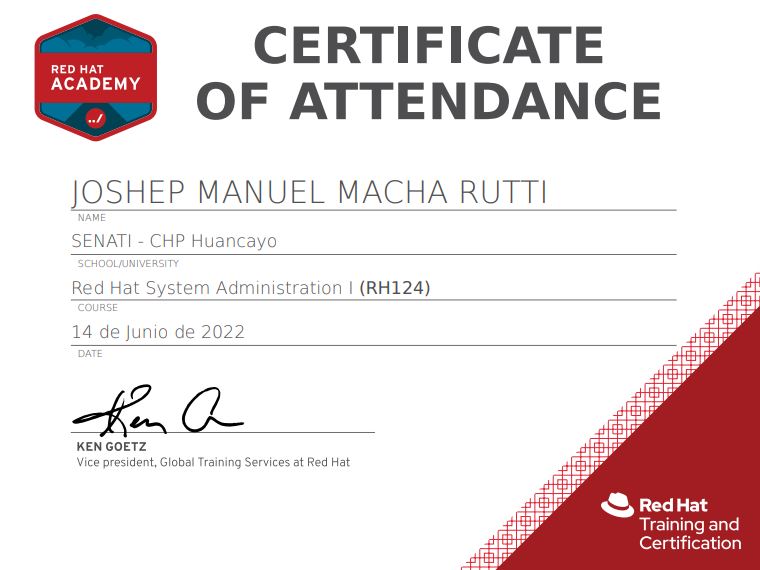 RED HAT
ACADEMY
../
CERTIFICATE
OF ATTENDANCE
JOSHEP MANUEL MACHA RUTTI
NAME
SENATI - CHP Huancayo
SCHOOL/UNIVERSITY
Red Hat System Administration I (RH124)
COURSE
14 de Junio de 2022
DATE
KEN GOETZ
Vice president, Global Training Services at Red Hat
Red Hat
Training and
Certification